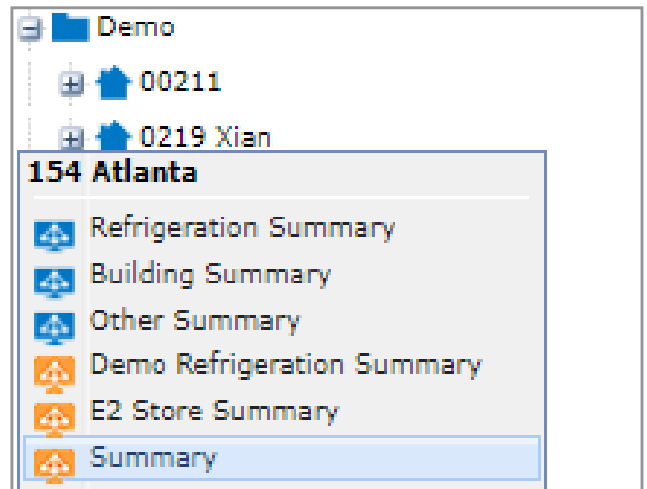 Demo
00211
0219 Xian
154 Atlanta
Refrigeration Summary
Building Summary
Other Summary
Demo Refrigeration Summary
E2 Store Summary
Summary